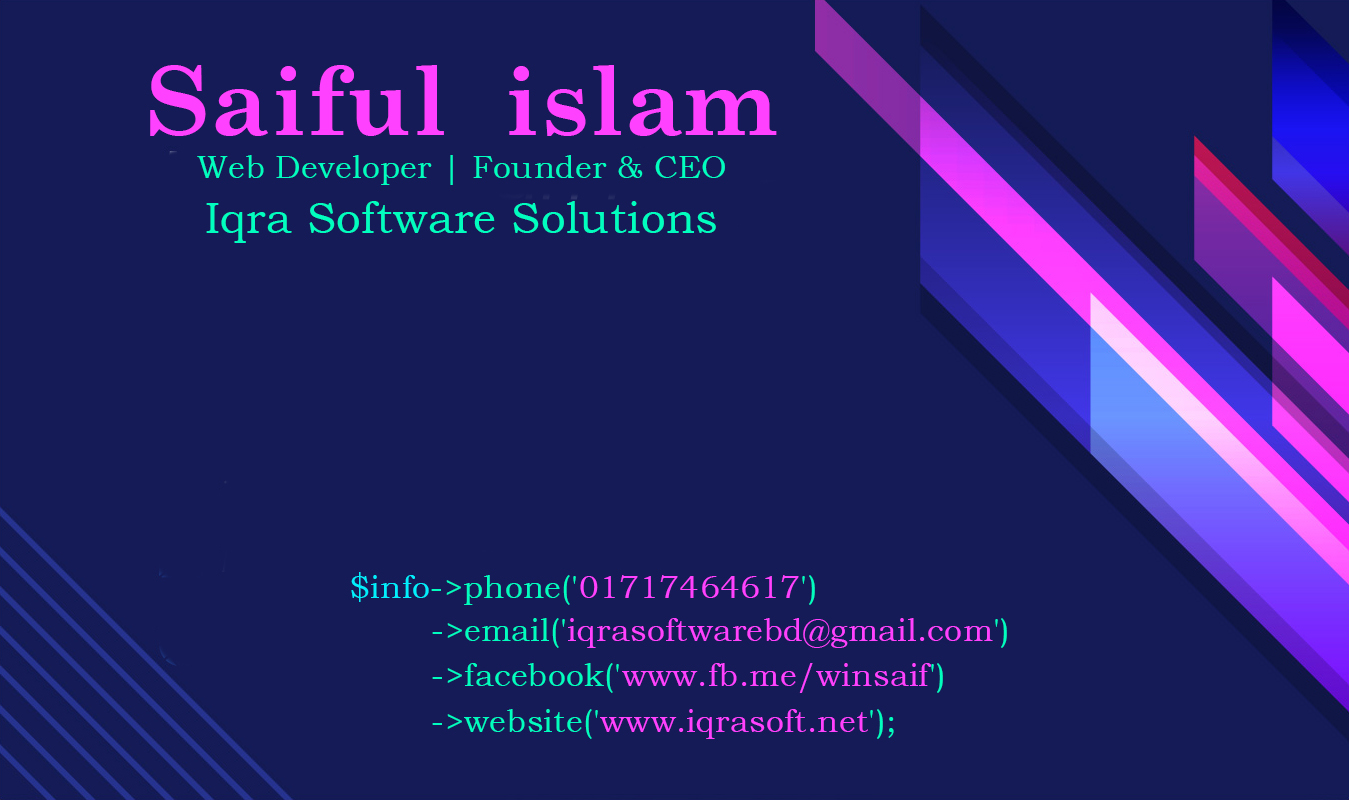 Saiful islam
Web Developer | Founder & CEO
Iqra Software Solutions
$info->phone('01717464617')
->email('iqrasoftwarebd@gmail.com')
->facebook('www.fb.me/winsaif')
->website('www.iqrasoft.net');